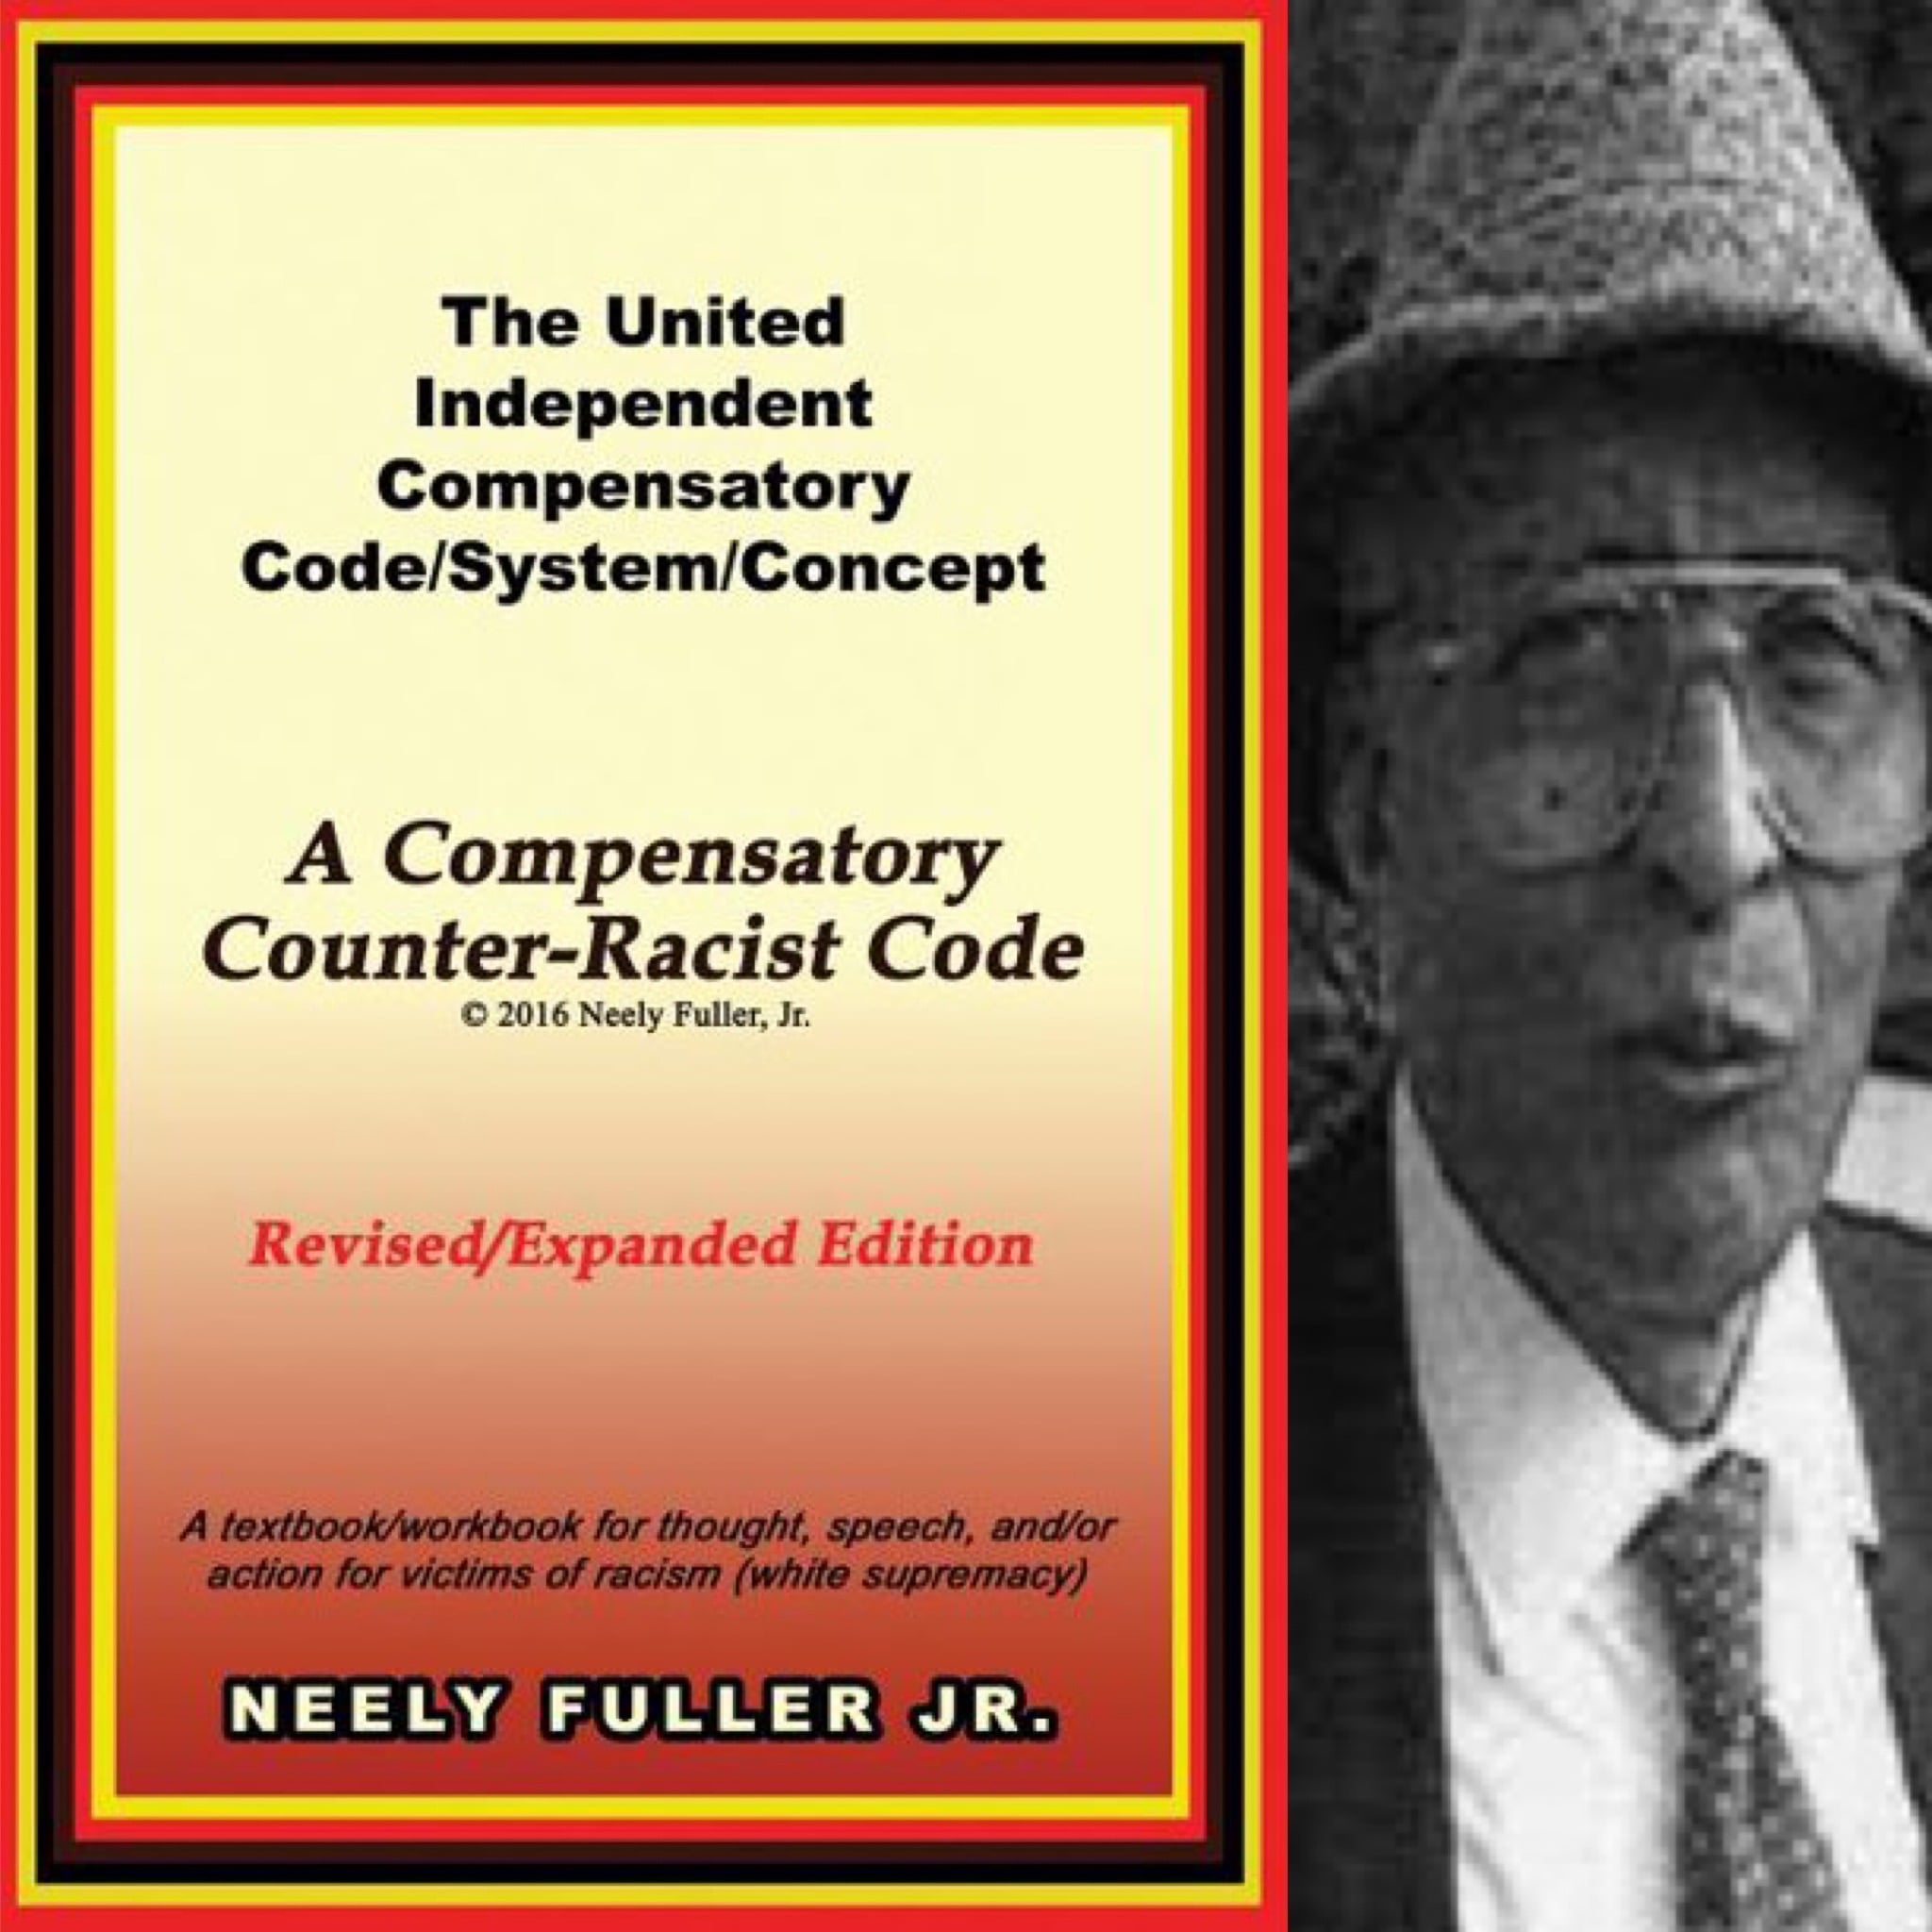 The United
Independent
Compensatory
Code/System/Concept
A Compensatory
Counter-Racist Code
© 2016 Neely Fuller, Jr.
Revised/Expanded Edition
A textbook/workbook for thought, speech, and/or
action for victims of racism (white supremacy)
NEELY FULLER JR.